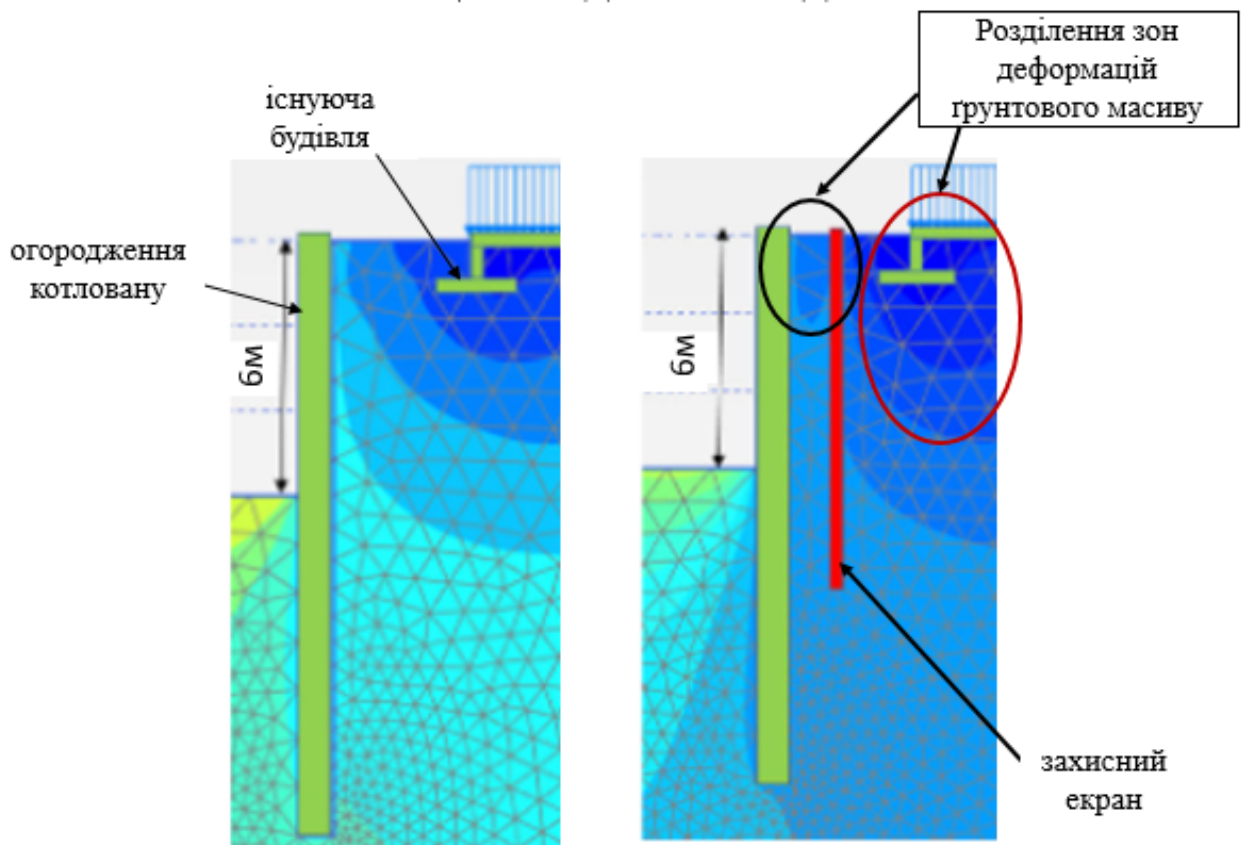 Розділення зон
деформацій
ґрунтового масиву
існуюча
будівля
огородження
котловану
6м
6м
захисний
екран